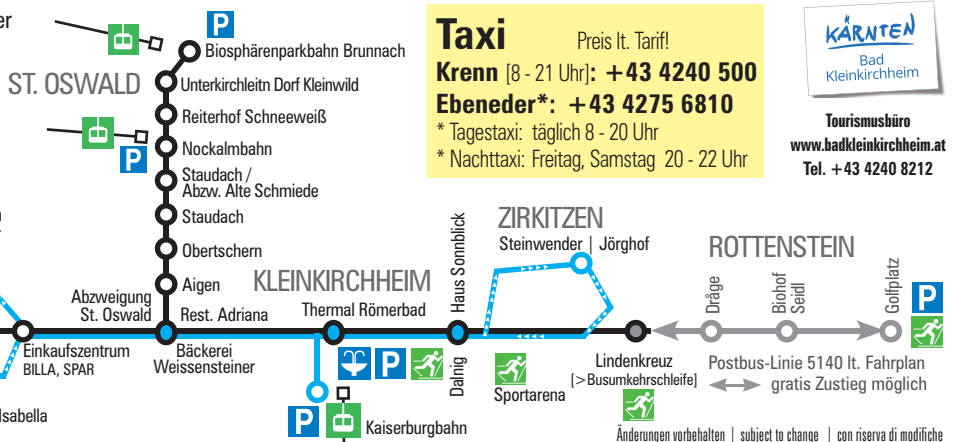 er
P
Biosphärenparkbahn Brunnach
ST. OSWALD
Unterkirchleitn Dorf Kleinwild
Reiterhof Schneeweiß
Nockalmbahn
P
Staudach /
Abzw. Alte Schmiede
Staudach
Obertschern
Aigen
Abzweigung
St. Oswald
Rest. Adriana
Einkaufszentrum
BILLA, SPAR
Bäckerei
Weissensteiner
Isabella
KLEINKIRCHHEIM
Thermal Römerbad
P
P
Kaiserburgbahn
Haus Sonnblick
Dalnig
ZIRKITZEN
Steinwender | Jörghof
Sportarena
Lindenkreuz
[>Busumkehrschleife]
ROTTENSTEIN
Dråge
Biohof
Seidl
Golfplatz
P
Postbus-Linie 5140 lt. Fahrplan
gratis Zustieg möglich
Taxi Preis lt. Tarif!
Krenn [8 - 21 Uhr]: +43 4240 500
Ebeneder*: +43 4275 6810
* Tagestaxi: täglich 8 - 20 Uhr
* Nachttaxi: Freitag, Samstag 20 - 22 Uhr
KÄRNTEN
Bad
Kleinkirchheim
Tourismusbüro
www.badkleinkirchheim.at
Tel. +43 4240 8212
Änderungen vorbehalten | subject to change | con riserva di modifiche